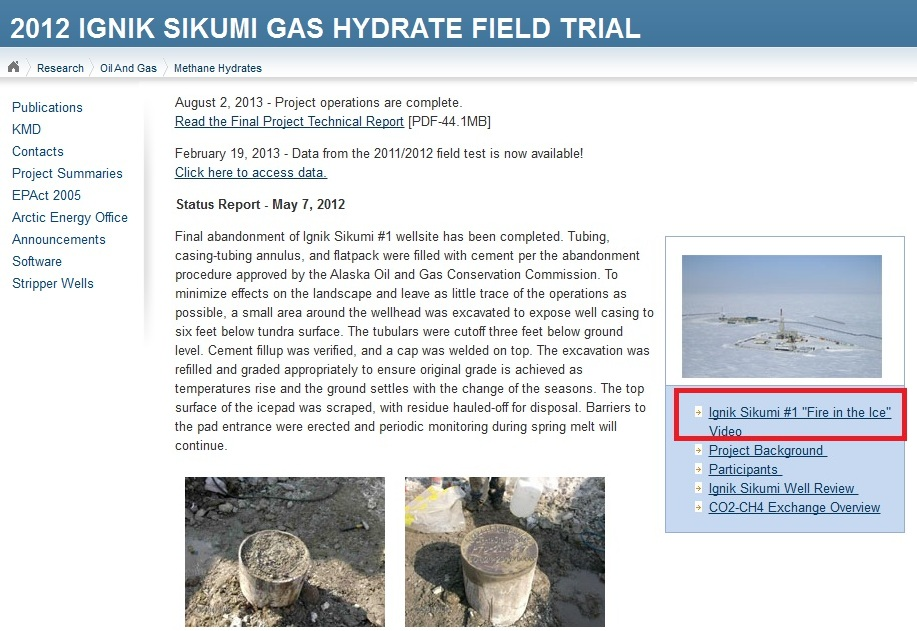 2012 IGNIK SIKUMI GAS HYDRATE FIELD TRIAL
Research
Oil And Gas
Methane Hydrates
Publications
KMD
Contacts
Project Summaries
EPAct 2005
Arctic Energy Office
Announcements
Software
Stripper Wells
August 2, 2013 - Project operations are complete.
Read the Final Project Technical Report [PDF-44.1MB]
February 19, 2013 - Data from the 2011/2012 field test is now available!
Click here to access data.
Status Report - May 7, 2012
Final abandonment of Ignik Sikumi #1 wellsite has been completed. Tubing,
casing-tubing annulus, and flatpack were filled with cement per the abandonment
procedure approved by the Alaska Oil and Gas Conservation Commission. To
minimize effects on the landscape and leave as little trace of the operations as
possible, a small area around the wellhead was excavated to expose well casing to
six feet below tundra surface. The tubulars were cutoff three feet below ground
level. Cement fillup was verified, and a cap was welded on top. The excavation was
refilled and graded appropriately to ensure original grade is achieved as
temperatures rise and the ground settles with the change of the seasons. The top
surface of the icepad was scraped, with residue hauled-off for disposal. Barriers to
the pad entrance were erected and periodic monitoring during spring melt will
continue.
Ignik Sikumi #1 "Fire in the Ice"
Video
Project Background
Participants
Ignik Sikumi Well Review
CO2-CH4 Exchange Overview